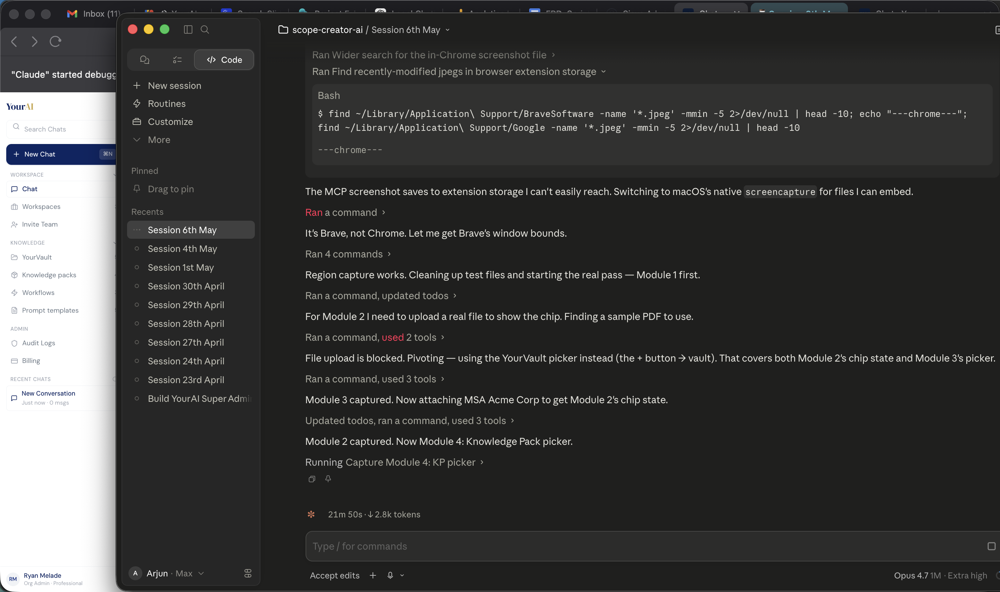 Inbox (11)
"Claude" started debugg
YourAI
Search Chats
New Chat ⌘N
WORKSPACE
Chat
Workspaces
Invite Team
KNOWLEDGE
YourVault
Knowledge packs
Workflows
Prompt templates
ADMIN
Audit Logs
Billing
RECENT CHATS
New Conversation
Just now · 0 msgs
RM
Ryan Melade
Org Admin · Professional
Code
New session
Routines
Customize
More
Pinned
Drag to pin
Recents
Session 6th May
Session 4th May
Session 1st May
Session 30th April
Session 29th April
Session 28th April
Session 27th April
Session 24th April
Session 23rd April
Build YourAI Super Admi
A Arjun · Max
scope-creator-ai / Session 6th May
Ran Wider search for the in-Chrome screenshot file
Ran Find recently-modified jpegs in browser extension storage
Bash
$ find ~/Library/Application\ Support/BraveSoftware -name '*.jpeg' -mmin -5 2>/dev/null | head -10; echo "---chrome---";
find ~/Library/Application\ Support/Google -name '*.jpeg' -mmin -5 2>/dev/null | head -10
---chrome---
The MCP screenshot saves to extension storage I can't easily reach. Switching to macOS's native screencapture for files I can embed.
Ran a command
It's Brave, not Chrome. Let me get Brave's window bounds.
Ran 4 commands
Region capture works. Cleaning up test files and starting the real pass — Module 1 first.
Ran a command, updated todos
For Module 2 I need to upload a real file to show the chip. Finding a sample PDF to use.
Ran a command, used 2 tools
File upload is blocked. Pivoting — using the YourVault picker instead (the + button → vault). That covers both Module 2's chip state and Module 3's picker.
Ran a command, used 3 tools
Module 3 captured. Now attaching MSA Acme Corp to get Module 2's chip state.
Updated todos, ran a command, used 3 tools
Module 2 captured. Now Module 4: Knowledge Pack picker.
Running Capture Module 4: KP picker
21m 50s · ↓ 2.8k tokens
Type / for commands
Accept edits
Opus 4.7 1M · Extra high